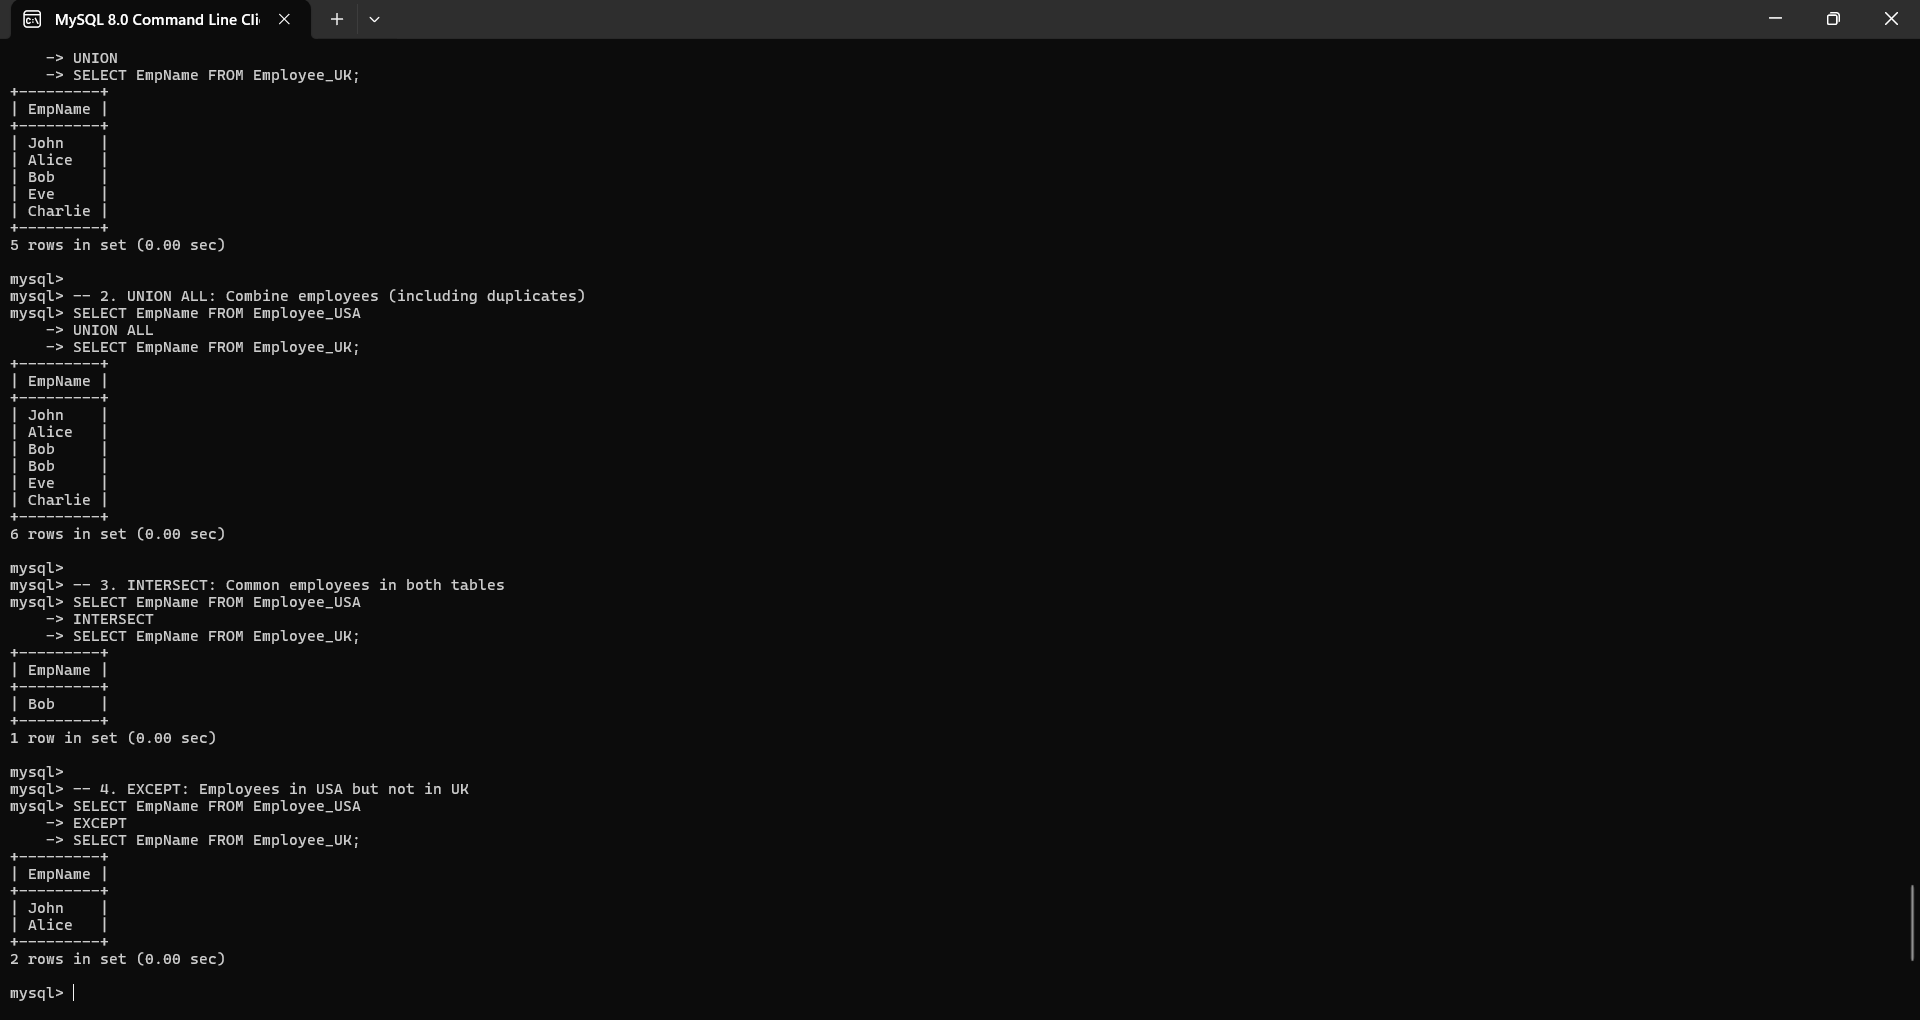 MySQL 8.0 Command Line Cli
    -> UNION
    -> SELECT EmpName FROM Employee_UK;
+---------+
| EmpName |
+---------+
| John    |
| Alice   |
| Bob     |
| Eve     |
| Charlie |
+---------+
5 rows in set (0.00 sec)

mysql>
mysql> -- 2. UNION ALL: Combine employees (including duplicates)
mysql> SELECT EmpName FROM Employee_USA
    -> UNION ALL
    -> SELECT EmpName FROM Employee_UK;
+---------+
| EmpName |
+---------+
| John    |
| Alice   |
| Bob     |
| Bob     |
| Eve     |
| Charlie |
+---------+
6 rows in set (0.00 sec)

mysql>
mysql> -- 3. INTERSECT: Common employees in both tables
mysql> SELECT EmpName FROM Employee_USA
    -> INTERSECT
    -> SELECT EmpName FROM Employee_UK;
+---------+
| EmpName |
+---------+
| Bob     |
+---------+
1 row in set (0.00 sec)

mysql>
mysql> -- 4. EXCEPT: Employees in USA but not in UK
mysql> SELECT EmpName FROM Employee_USA
    -> EXCEPT
    -> SELECT EmpName FROM Employee_UK;
+---------+
| EmpName |
+---------+
| John    |
| Alice   |
+---------+
2 rows in set (0.00 sec)

mysql>